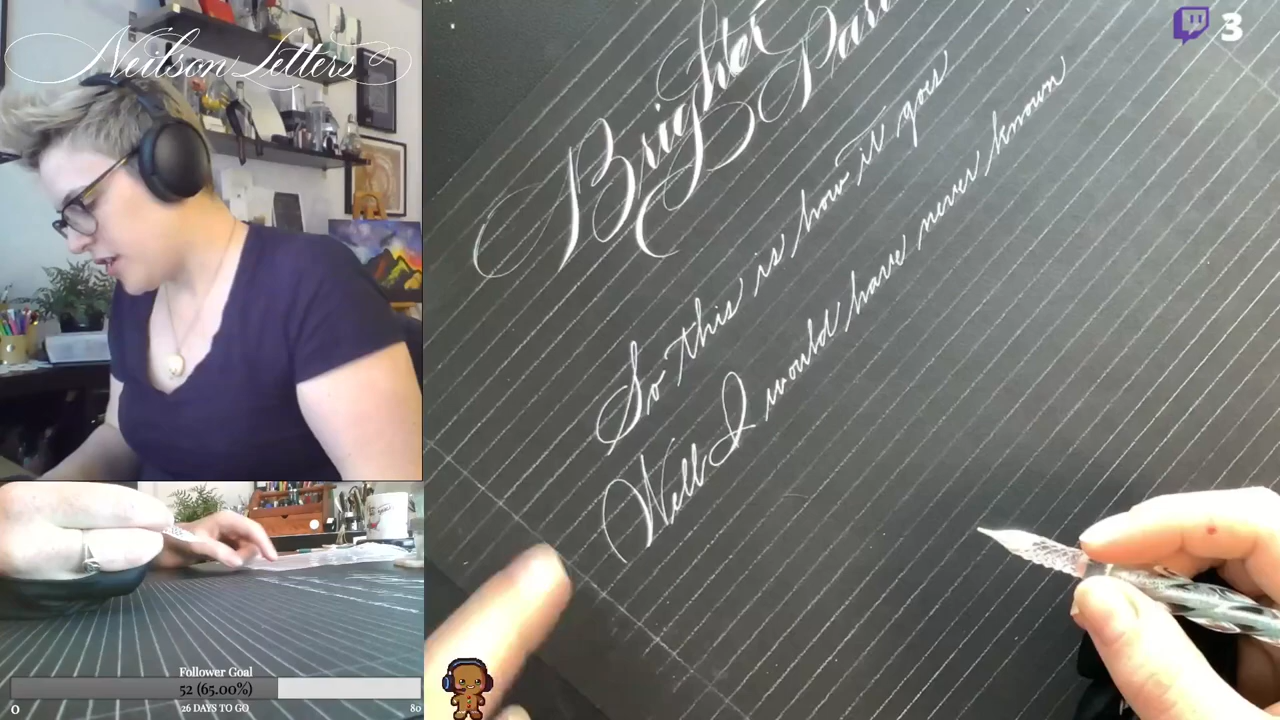 Neilson Letters
3
Brighter
So this is how it goes
Well I would have never known
Follower Goal
52 (65.00%)
0
26 DAYS TO GO
80